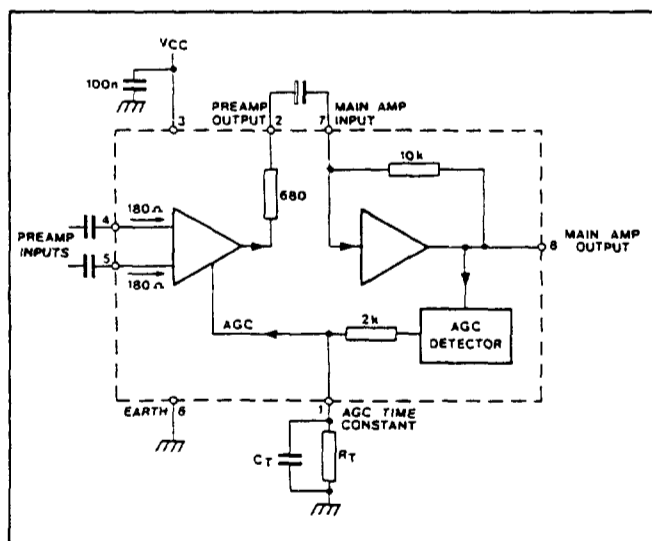 VCC
100n
PREAMP
OUTPUT
MAIN AMP
INPUT
3
2
7
10k
680
180Ω
4
PREAMP
INPUTS
5
180Ω
8
MAIN AMP
OUTPUT
AGC
2k
AGC
DETECTOR
EARTH
6
1
AGC TIME
CONSTANT
CT
RT